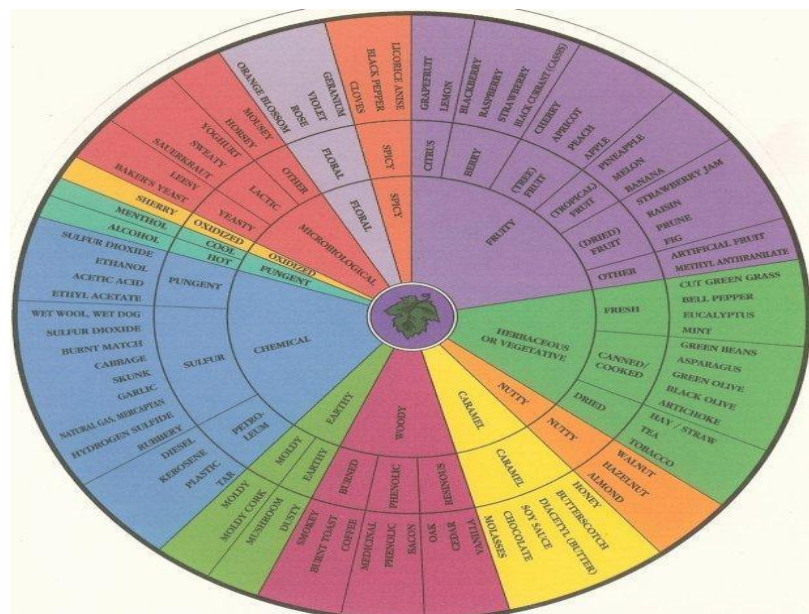 FRUITY
CITRUS
GRAPEFRUIT
LEMON
BERRY
BLACKBERRY
RASPBERRY
STRAWBERRY
BLACK CURRANT (CASSIS)
(TREE)
FRUIT
CHERRY
APRICOT
PEACH
APPLE
(TROPICAL)
FRUIT
PINEAPPLE
MELON
BANANA
(DRIED)
FRUIT
STRAWBERRY JAM
RAISIN
PRUNE
FIG
OTHER
ARTIFICIAL FRUIT
METHYL ANTHRANILATE
HERBACEOUS
OR VEGETATIVE
FRESH
CUT GREEN GRASS
BELL PEPPER
EUCALYPTUS
MINT
CANNED/
COOKED
GREEN BEANS
ASPARAGUS
GREEN OLIVE
BLACK OLIVE
ARTICHOKE
DRIED
HAY / STRAW
TEA
TOBACCO
NUTTY
NUTTY
WALNUT
HAZELNUT
ALMOND
CARAMEL
CARAMEL
HONEY
BUTTERSCOTCH
DIACETYL (BUTTER)
SOY SAUCE
CHOCOLATE
MOLASSES
WOODY
RESINOUS
VANILLA
CEDAR
OAK
PHENOLIC
BACON
PHENOLIC
MEDICINAL
BURNED
COFFEE
BURNT TOAST
SMOKEY
EARTHY
EARTHY
DUSTY
MUSHROOM
MOLDY
MOLDY CORK
MOLDY
CHEMICAL
PETRO-
LEUM
TAR
PLASTIC
KEROSENE
DIESEL
SULFUR
RUBBERY
HYDROGEN SULFIDE
NATURAL GAS, MERCAPTAN
GARLIC
SKUNK
CABBAGE
BURNT MATCH
SULFUR DIOXIDE
WET WOOL, WET DOG
PUNGENT
ETHYL ACETATE
ACETIC ACID
ETHANOL
SULFUR DIOXIDE
PUNGENT
HOT
ALCOHOL
COOL
MENTHOL
OXIDIZED
OXIDIZED
SHERRY
MICROBIOLOGICAL
YEASTY
BAKER'S YEAST
LEESY
LACTIC
SAUERKRAUT
SWEATY
YOGHURT
OTHER
HORSEY
MOUSEY
FLORAL
FLORAL
ORANGE BLOSSOM
ROSE
VIOLET
GERANIUM
SPICY
SPICY
CLOVES
BLACK PEPPER
LICORICE ANISE